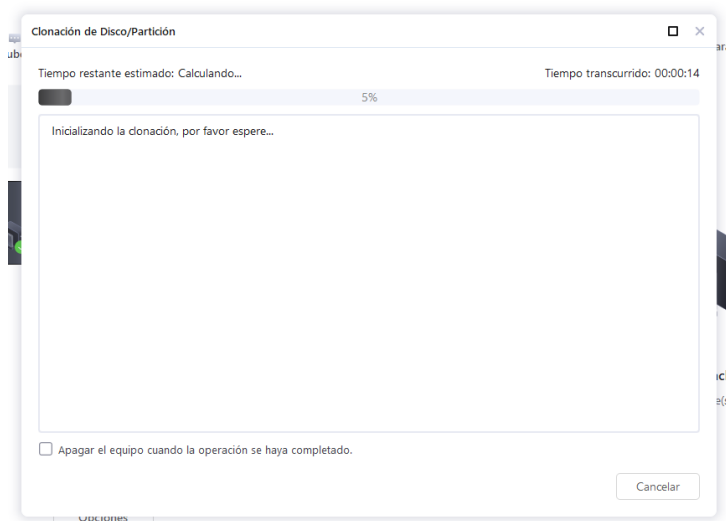 Clonación de Disco/Partición
Tiempo restante estimado: Calculando...
Tiempo transcurrido: 00:00:14
5%
Inicializando la clonación, por favor espere...
Apagar el equipo cuando la operación se haya completado.
Cancelar
Opciones